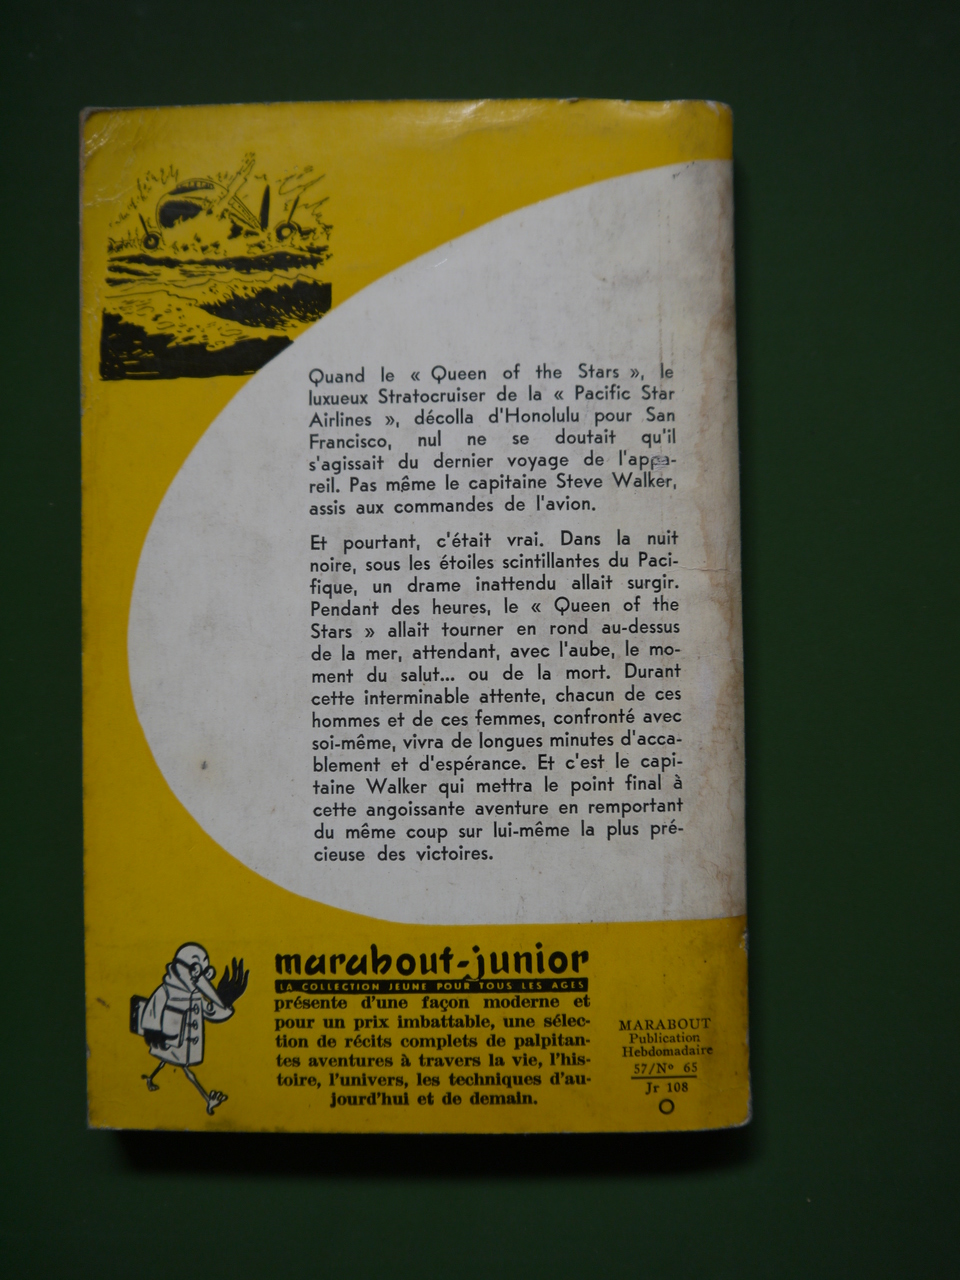 Quand le « Queen of the Stars », le
luxueux Stratocruiser de la « Pacific Star
Airlines », décolla d'Honolulu pour San
Francisco, nul ne se doutait qu'il
s'agissait du dernier voyage de l'appa-
reil. Pas même le capitaine Steve Walker,
assis aux commandes de l'avion.
Et pourtant, c'était vrai. Dans la nuit
noire, sous les étoiles scintillantes du Paci-
fique, un drame inattendu allait surgir.
Pendant des heures, le « Queen of the
Stars » allait tourner en rond au-dessus
de la mer, attendant, avec l'aube, le mo-
ment du salut... ou de la mort. Durant
cette interminable attente, chacun de ces
hommes et de ces femmes, confronté avec
soi-même, vivra de longues minutes d'acca-
blement et d'espérance. Et c'est le capi-
taine Walker qui mettra le point final à
cette angoissante aventure en remportant
du même coup sur lui-même la plus pré-
cieuse des victoires.
marabout-junior
LA COLLECTION JEUNE POUR TOUS LES AGES
présente d'une façon moderne et
pour un prix imbattable, une sélec-
tion de récits complets de palpitan-
tes aventures à travers la vie, l'his-
toire, l'univers, les techniques d'au-
jourd'hui et de demain.
MARABOUT
Publication
Hebdomadaire
57/N° 65
Jr 108